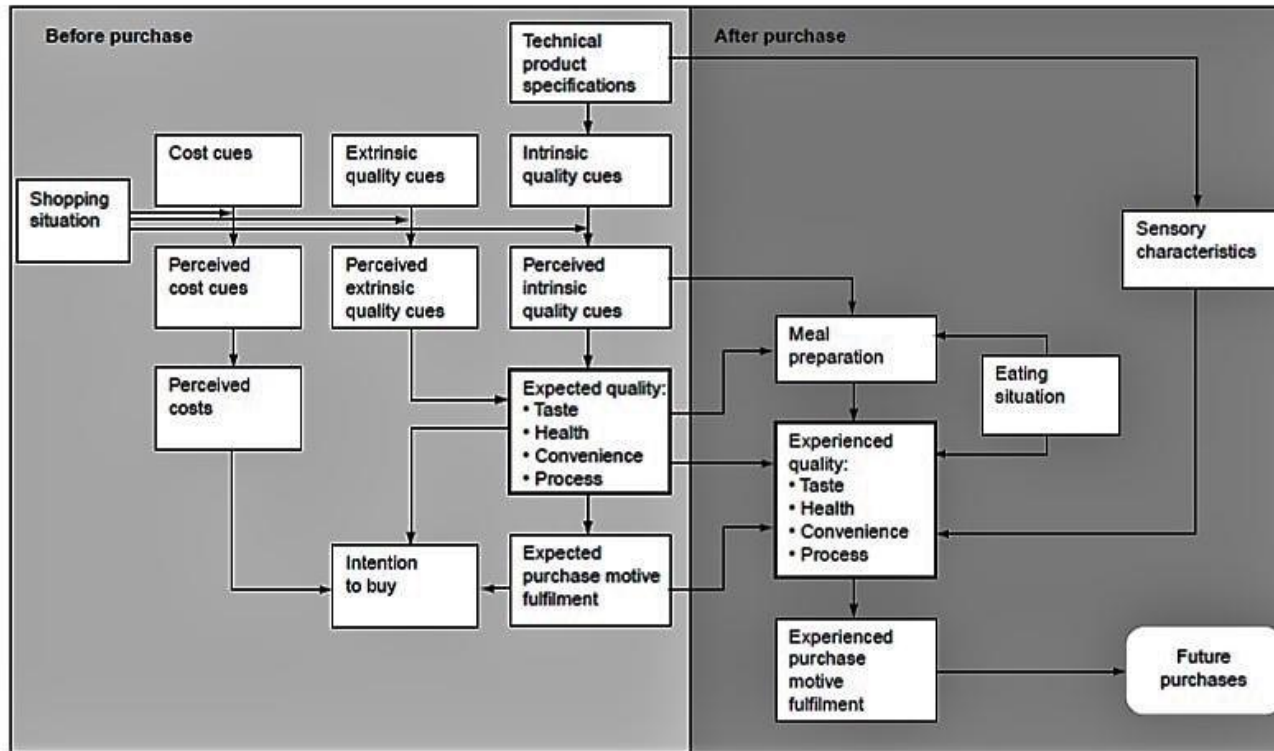 Before purchase
Technical
product
specifications
After purchase
Cost cues
Extrinsic
quality cues
Intrinsic
quality cues
Shopping
situation
Sensory
characteristics
Perceived
cost cues
Perceived
extrinsic
quality cues
Perceived
intrinsic
quality cues
Meal
preparation
Eating
situation
Perceived
costs
Expected quality:
• Taste
• Health
• Convenience
• Process
Experienced
quality:
• Taste
• Health
• Convenience
• Process
Intention
to buy
Expected
purchase motive
fulfilment
Experienced
purchase
motive
fulfilment
Future
purchases